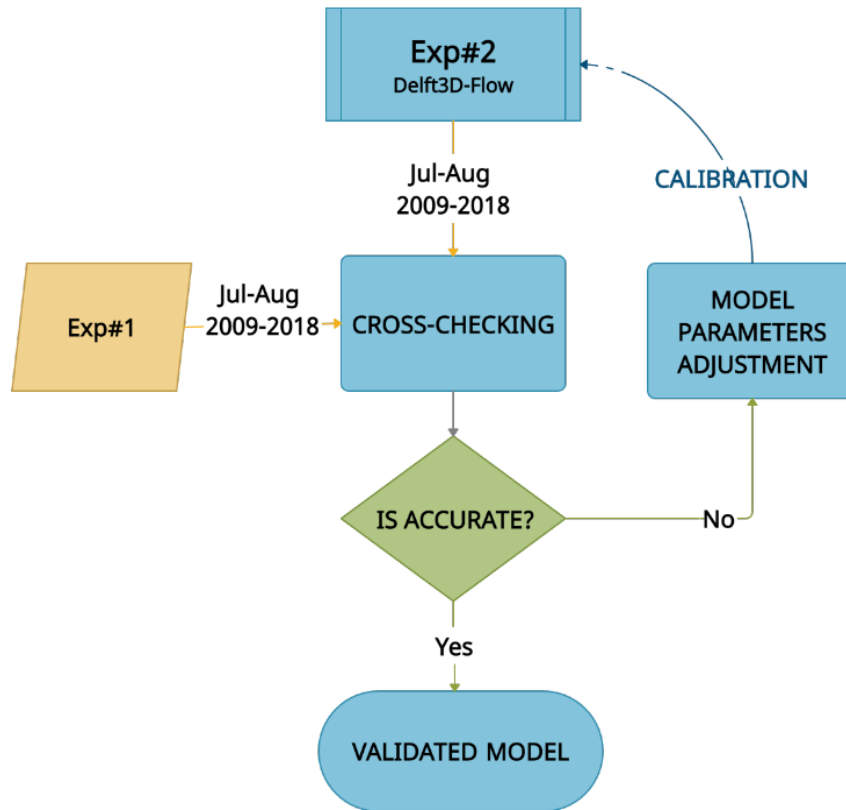 Exp#2
Delft3D-Flow
Jul-Aug
2009-2018
CALIBRATION
Exp#1
Jul-Aug
2009-2018
CROSS-CHECKING
MODEL
PARAMETERS
ADJUSTMENT
IS ACCURATE?
No
Yes
VALIDATED MODEL